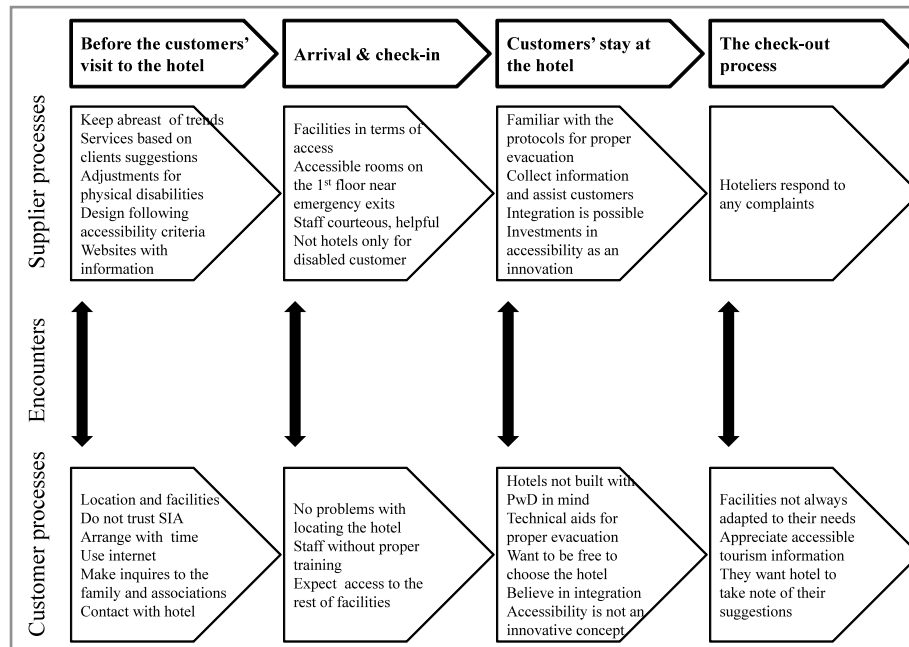 Before the customers'
visit to the hotel
Arrival & check-in
Customers' stay at
the hotel
The check-out
process
Supplier processes
Keep abreast of trends
Services based on
clients suggestions
Adjustments for
physical disabilities
Design following
accessibility criteria
Websites with
information
Facilities in terms of
access
Accessible rooms on
the 1st floor near
emergency exits
Staff courteous, helpful
Not hotels only for
disabled customer
Familiar with the
protocols for proper
evacuation
Collect information
and assist customers
Integration is possible
Investments in
accessibility as an
innovation
Hoteliers respond to
any complaints
Encounters
Customer processes
Location and facilities
Do not trust SIA
Arrange with time
Use internet
Make inquires to the
family and associations
Contact with hotel
No problems with
locating the hotel
Staff without proper
training
Expect access to the
rest of facilities
Hotels not built with
PwD in mind
Technical aids for
proper evacuation
Want to be free to
choose the hotel
Believe in integration
Accessibility is not an
innovative concept
Facilities not always
adapted to their needs
Appreciate accessible
tourism information
They want hotel to
take note of their
suggestions